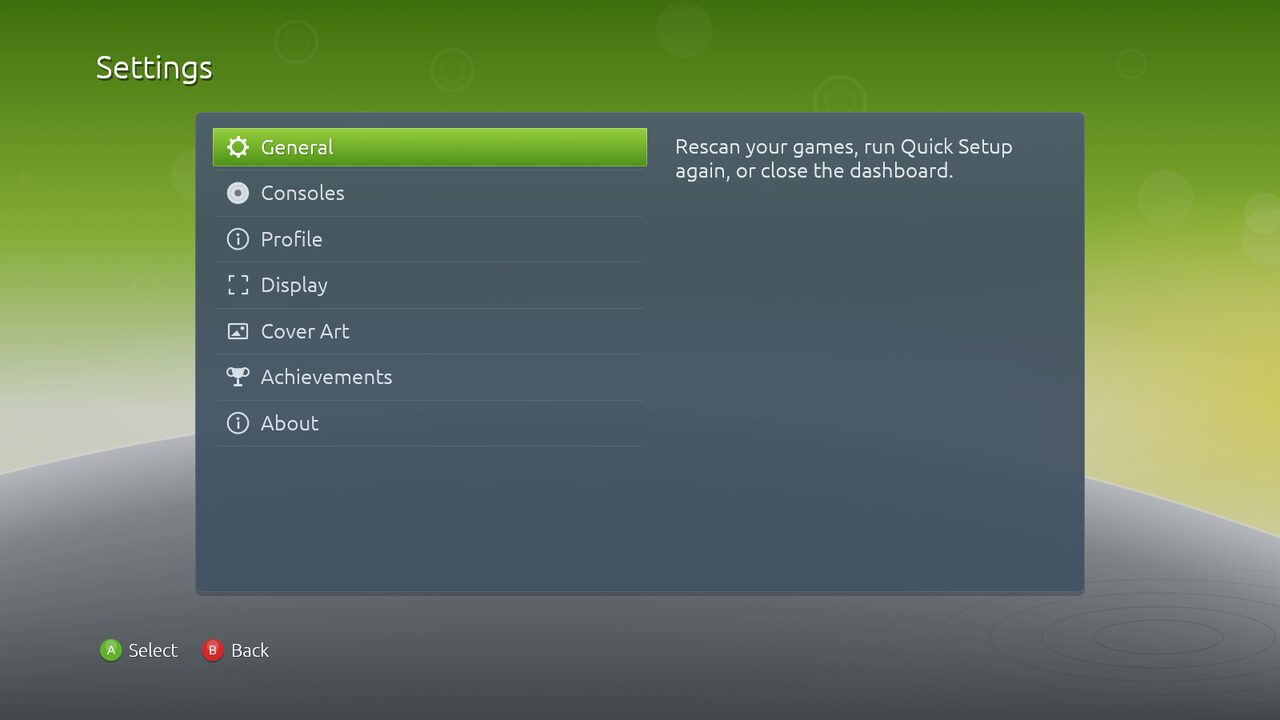 Settings
General
Consoles
Profile
Display
Cover Art
Achievements
About
Rescan your games, run Quick Setup
again, or close the dashboard.
A Select B Back